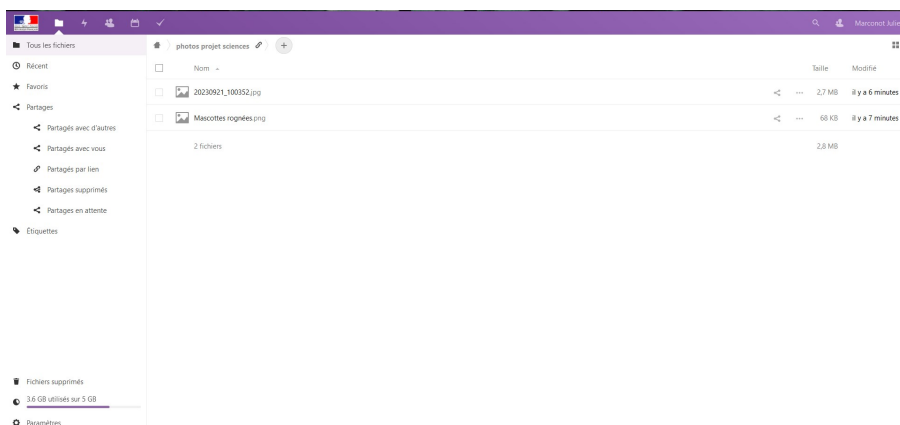 Marconot Julie
Tous les fichiers
photos projet sciences
Récent
Nom
Taille
Modifié
Favoris
20230921_100352.jpg
2,7 MB
il y a 6 minutes
Partages
Mascottes rognées.png
68 KB
il y a 7 minutes
Partagés avec d'autres
2 fichiers
2,8 MB
Partagés avec vous
Partagés par lien
Partages supprimés
Partages en attente
Étiquettes
Fichiers supprimés
3.6 GB utilisés sur 5 GB
Paramètres